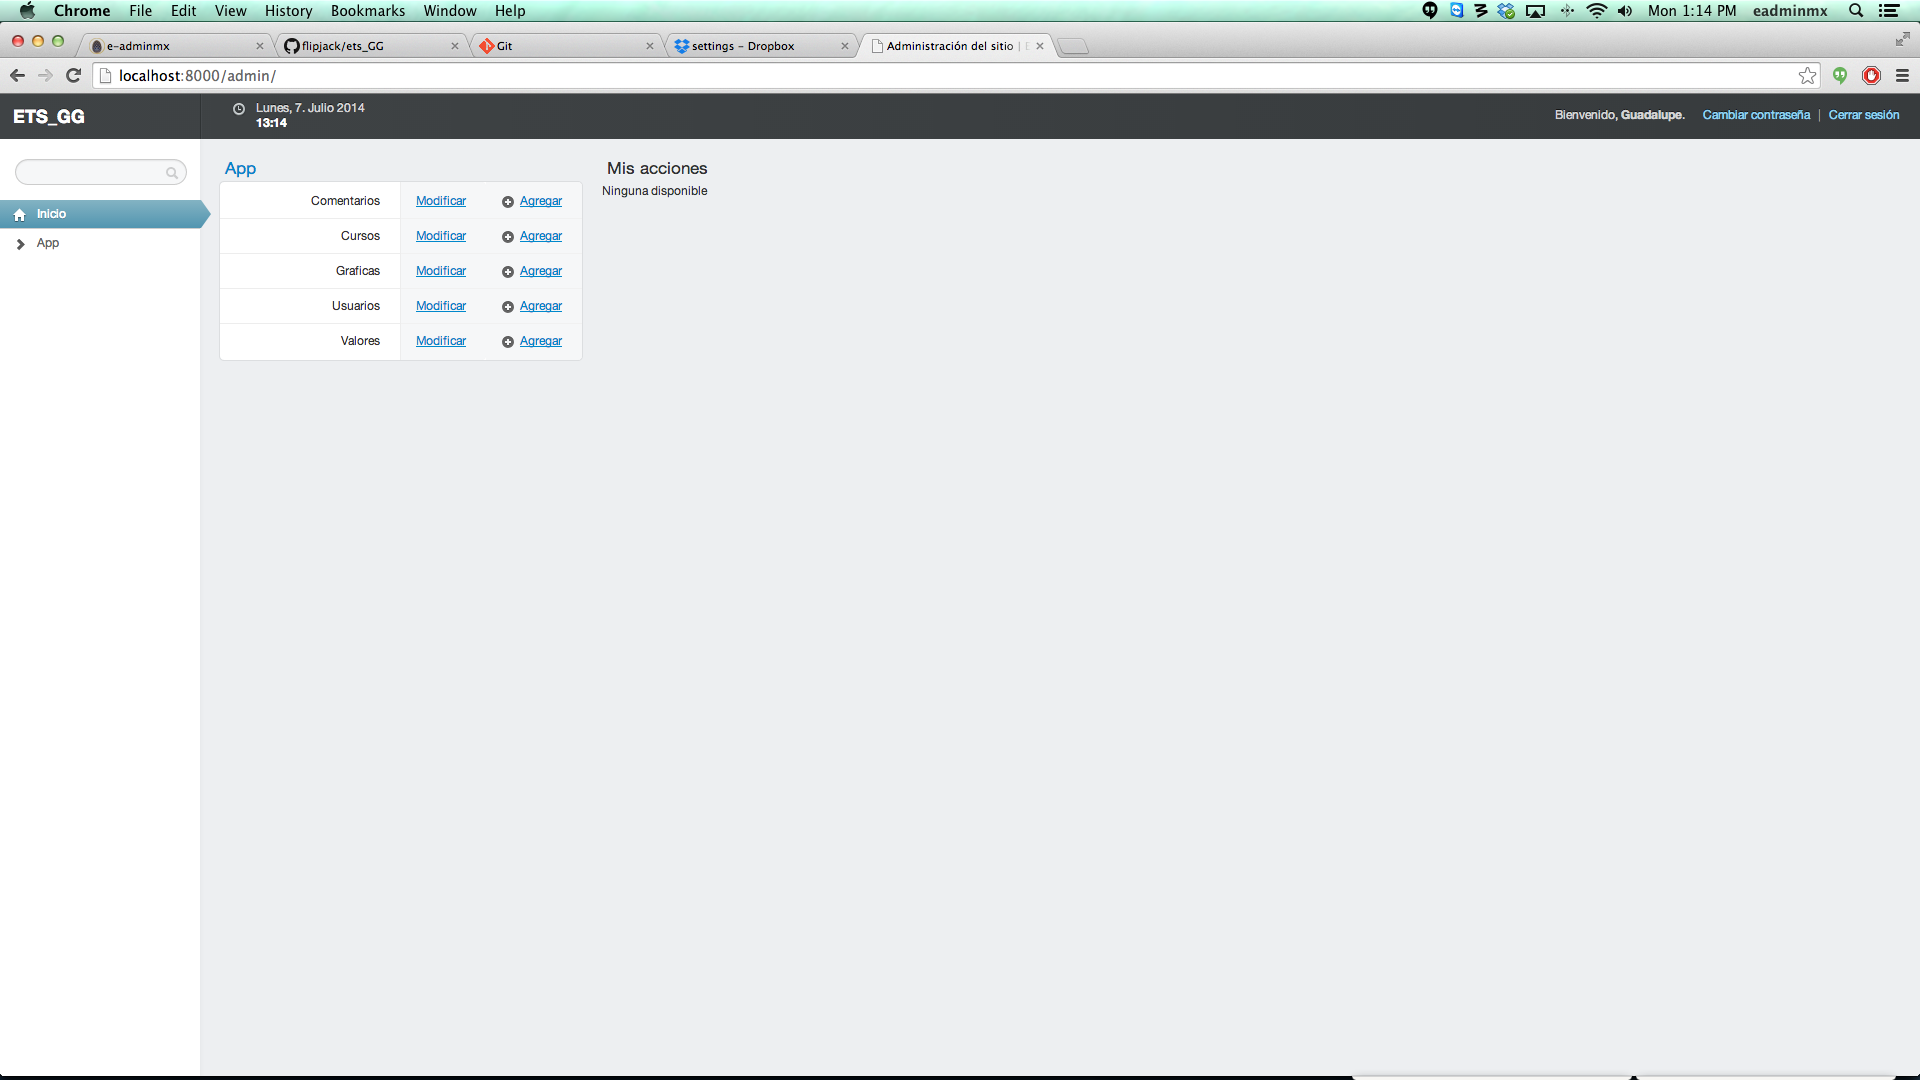 Chrome File Edit View History Bookmarks Window Help Mon 1:14 PM eadminmx
e-adminmx flipjack/ets_GG Git settings – Dropbox Administración del sitio |
localhost:8000/admin/
ETS_GG
Lunes, 7. Julio 2014
13:14
Bienvenido, Guadalupe. Cambiar contraseña | Cerrar sesión
Inicio
App
App
Comentarios Modificar Agregar
Cursos Modificar Agregar
Graficas Modificar Agregar
Usuarios Modificar Agregar
Valores Modificar Agregar
Mis acciones
Ninguna disponible